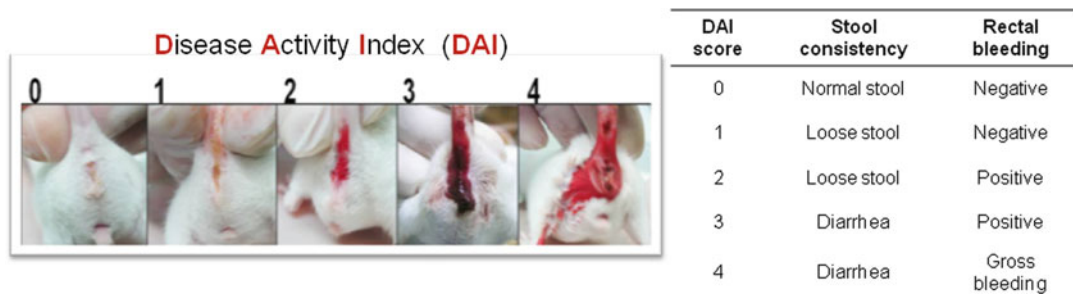 Disease Activity Index (DAI)
0 1 2 3 4
DAI score Stool consistency Rectal bleeding
0 Normal stool Negative
1 Loose stool Negative
2 Loose stool Positive
3 Diarrhea Positive
4 Diarrhea Gross bleeding